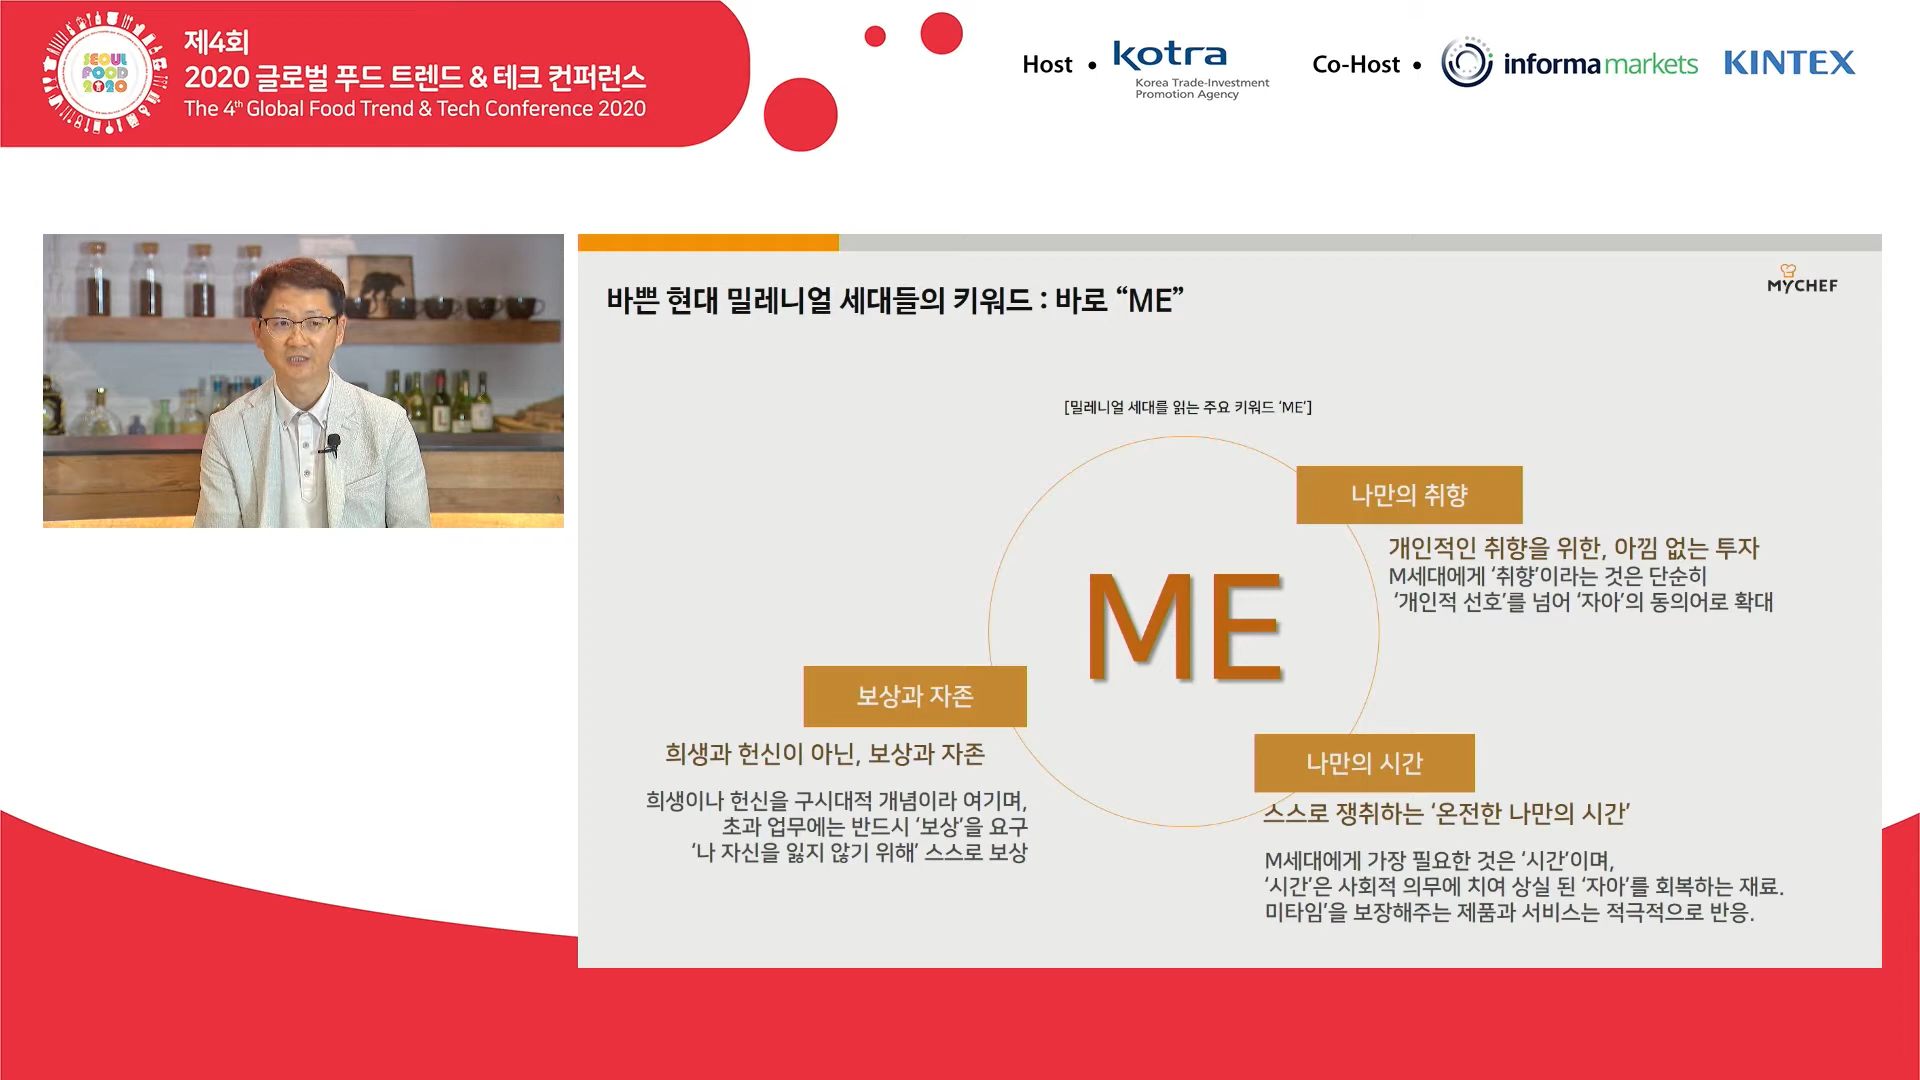 SEOUL
FOOD
2020
제4회
2020 글로벌 푸드 트렌드 & 테크 컨퍼런스
The 4th Global Food Trend & Tech Conference 2020
Host •
kotra
Korea Trade-Investment
Promotion Agency
Co-Host •
informa markets
KINTEX
바쁜 현대 밀레니얼 세대들의 키워드 : 바로 “ME”
MYCHEF
[밀레니얼 세대를 읽는 주요 키워드 ‘ME’]
나만의 취향
개인적인 취향을 위한, 아낌 없는 투자
M세대에게 ‘취향’이라는 것은 단순히
‘개인적 선호’를 넘어 ‘자아’의 동의어로 확대
ME
보상과 자존
희생과 헌신이 아닌, 보상과 자존
희생이나 헌신을 구시대적 개념이라 여기며,
초과 업무에는 반드시 ‘보상’을 요구
‘나 자신을 잃지 않기 위해’ 스스로 보상
나만의 시간
스스로 쟁취하는 ‘온전한 나만의 시간’
M세대에게 가장 필요한 것은 ‘시간’이며,
‘시간’은 사회적 의무에 치여 상실 된 ‘자아’를 회복하는 재료.
미타임’을 보장해주는 제품과 서비스는 적극적으로 반응.